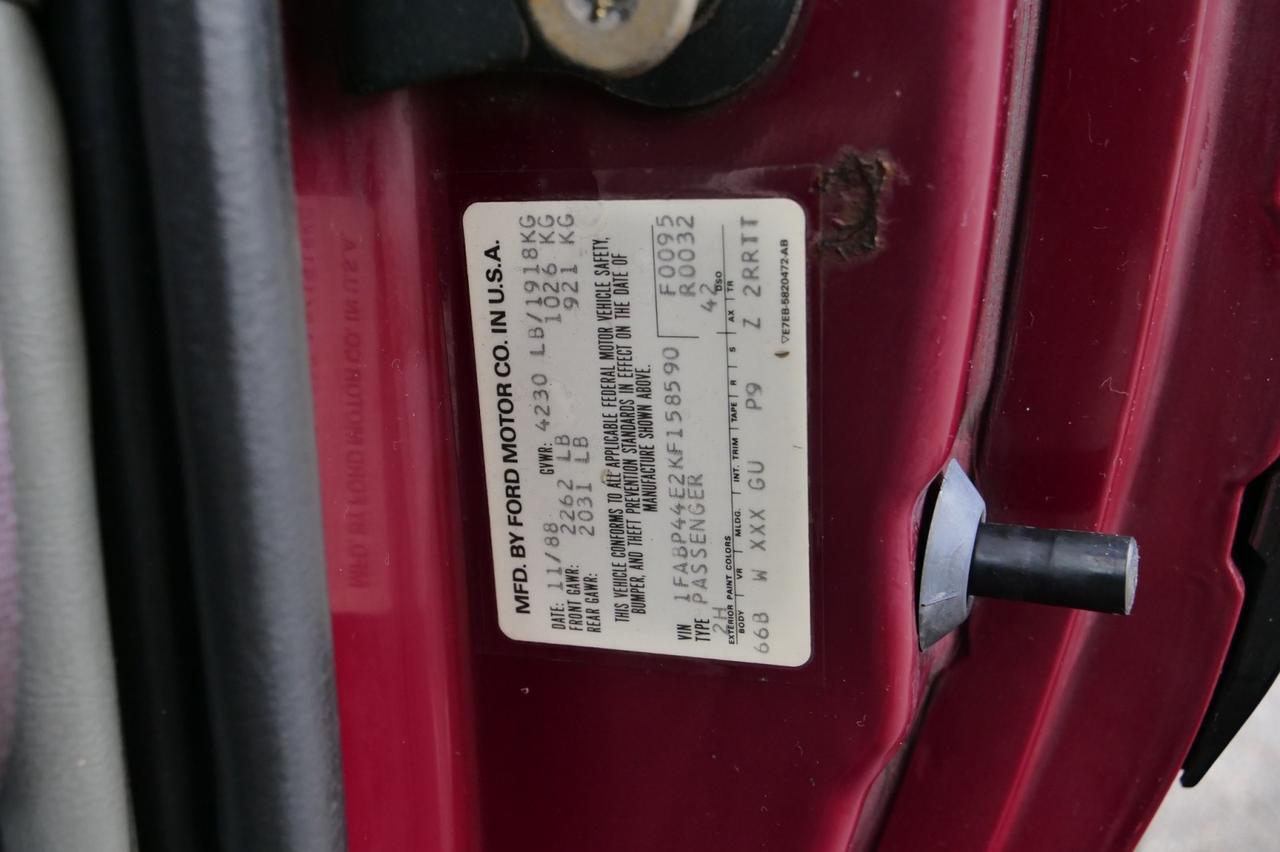 MFD. BY FORD MOTOR CO. IN U.S.A.
DATE: 11/88 GVWR: 4230 LB/1918KG
FRONT GAWR: 2262 LB 1026 KG
REAR GAWR: 2031 LB 921 KG
THIS VEHICLE CONFORMS TO ALL APPLICABLE FEDERAL MOTOR VEHICLE SAFETY,
BUMPER, AND THEFT PREVENTION STANDARDS IN EFFECT ON THE DATE OF
MANUFACTURE SHOWN ABOVE.
VIN 1FABP44E2KF158590 F0095
TYPE PASSENGER R0032
2H 42
EXTERIOR PAINT COLORS DSO
BODY VR MLDG. INT. TRIM TAPE R S AX TR
66B W XXX GU P9 Z 2RRTT
▽E7EB-5820472-AB